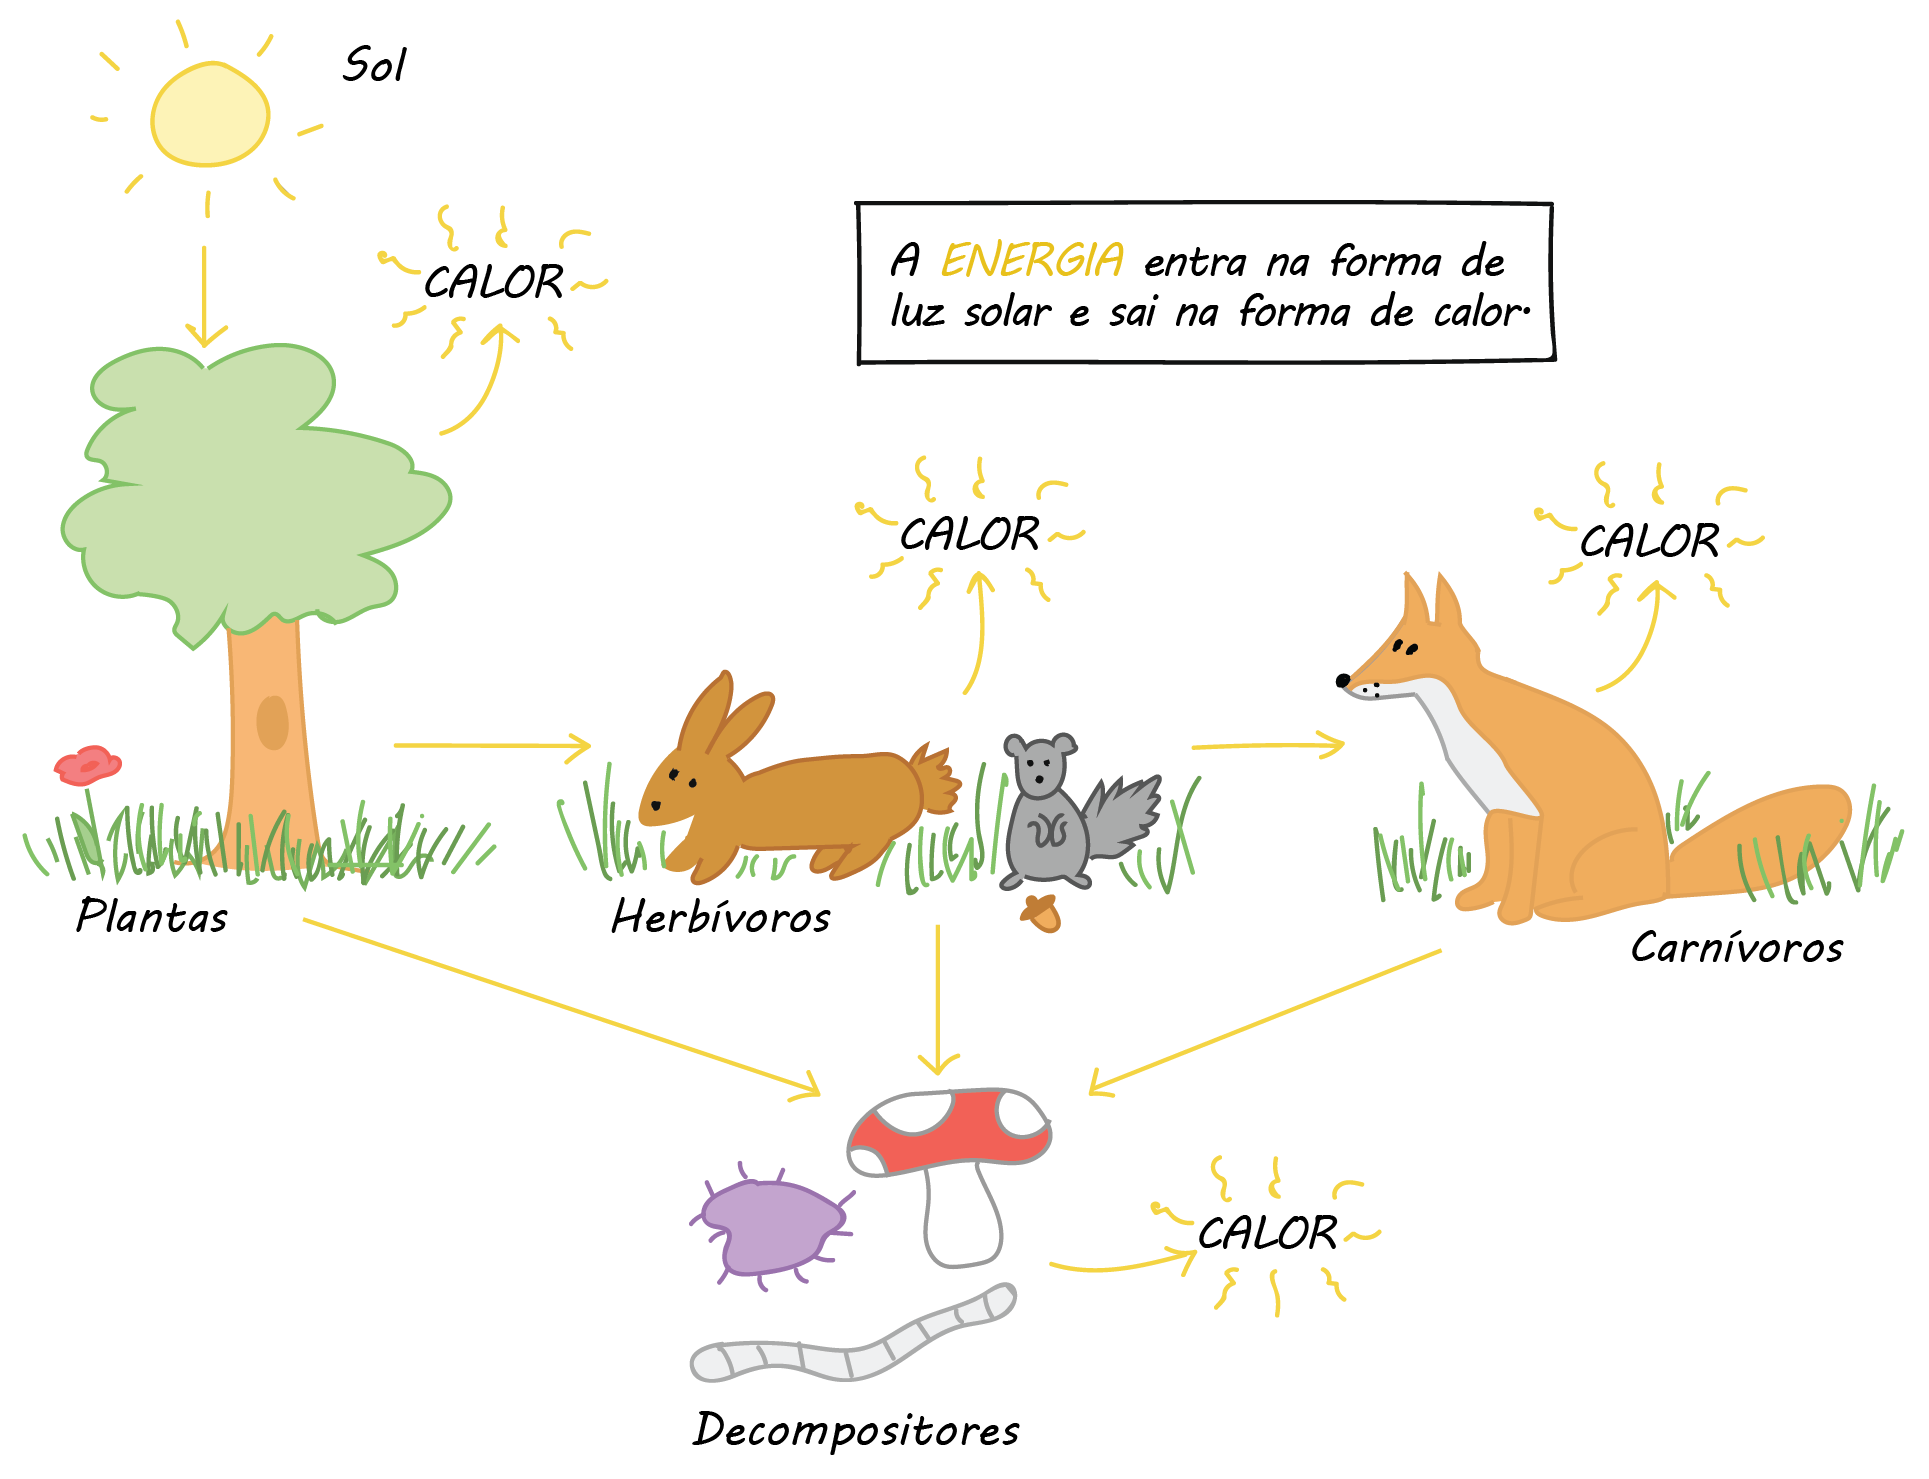 Sol
CALOR
A ENERGIA entra na forma de
luz solar e sai na forma de calor.
CALOR
CALOR
Plantas
Herbívoros
Carnívoros
CALOR
Decompositores